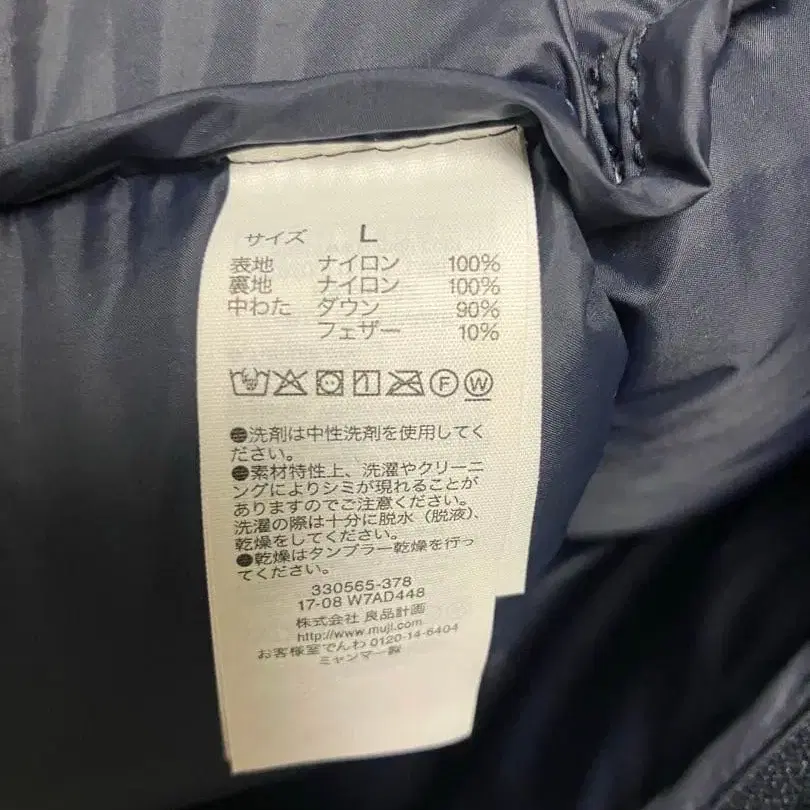 サイズ L
表地 ナイロン 100%
裏地 ナイロン 100%
中わた ダウン 90%
フェザー 10%
●洗剤は中性洗剤を使用してく
ださい。
●素材特性上、洗濯やクリーニ
ングによりシミが現れることが
ありますのでご注意ください。
洗濯の際は十分に脱水（脱液）、
乾燥をしてください。
●乾燥はタンブラー乾燥を行っ
てください。
330565-378
17-08 W7AD448
株式会社 良品計画
http://www.muji.com
お客様室でんわ 0120-14-6404
ミャンマー製